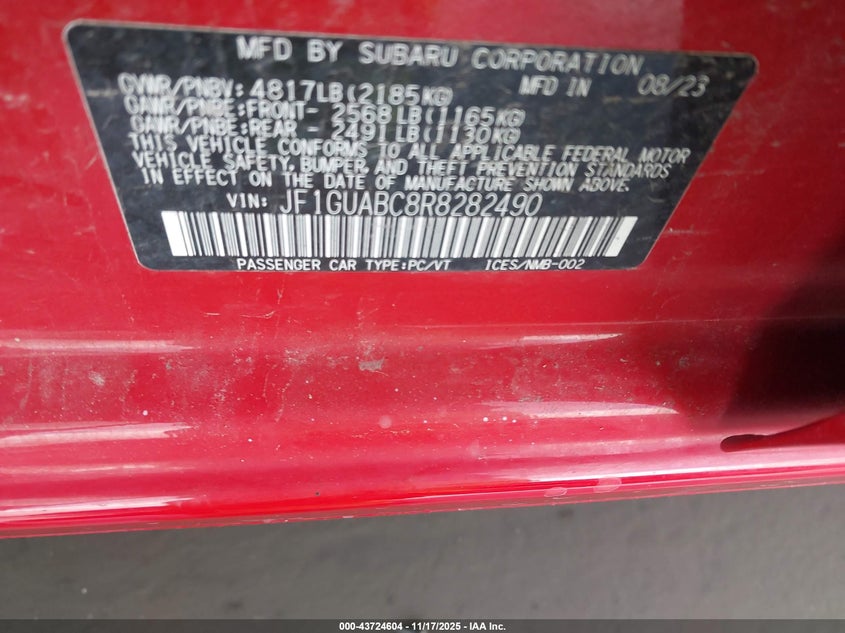 MFD BY SUBARU CORPORATION
GVWR/PNBV: 4817LB(2185KG) MFD IN 08/23
GAWR/PNBE:FRONT- 2568LB(1165KG)
GAWR/PNBE:REAR - 2491LB(1130KG)
THIS VEHICLE CONFORMS TO ALL APPLICABLE FEDERAL MOTOR
VEHICLE SAFETY, BUMPER, AND THEFT PREVENTION STANDARDS
IN EFFECT ON THE DATE OF MANUFACTURE SHOWN ABOVE.
VIN: JF1GUABC8R8282490
PASSENGER CAR TYPE:PC/VT ICES/NMB-002
000-43724604 — 11/17/2025 — IAA Inc.